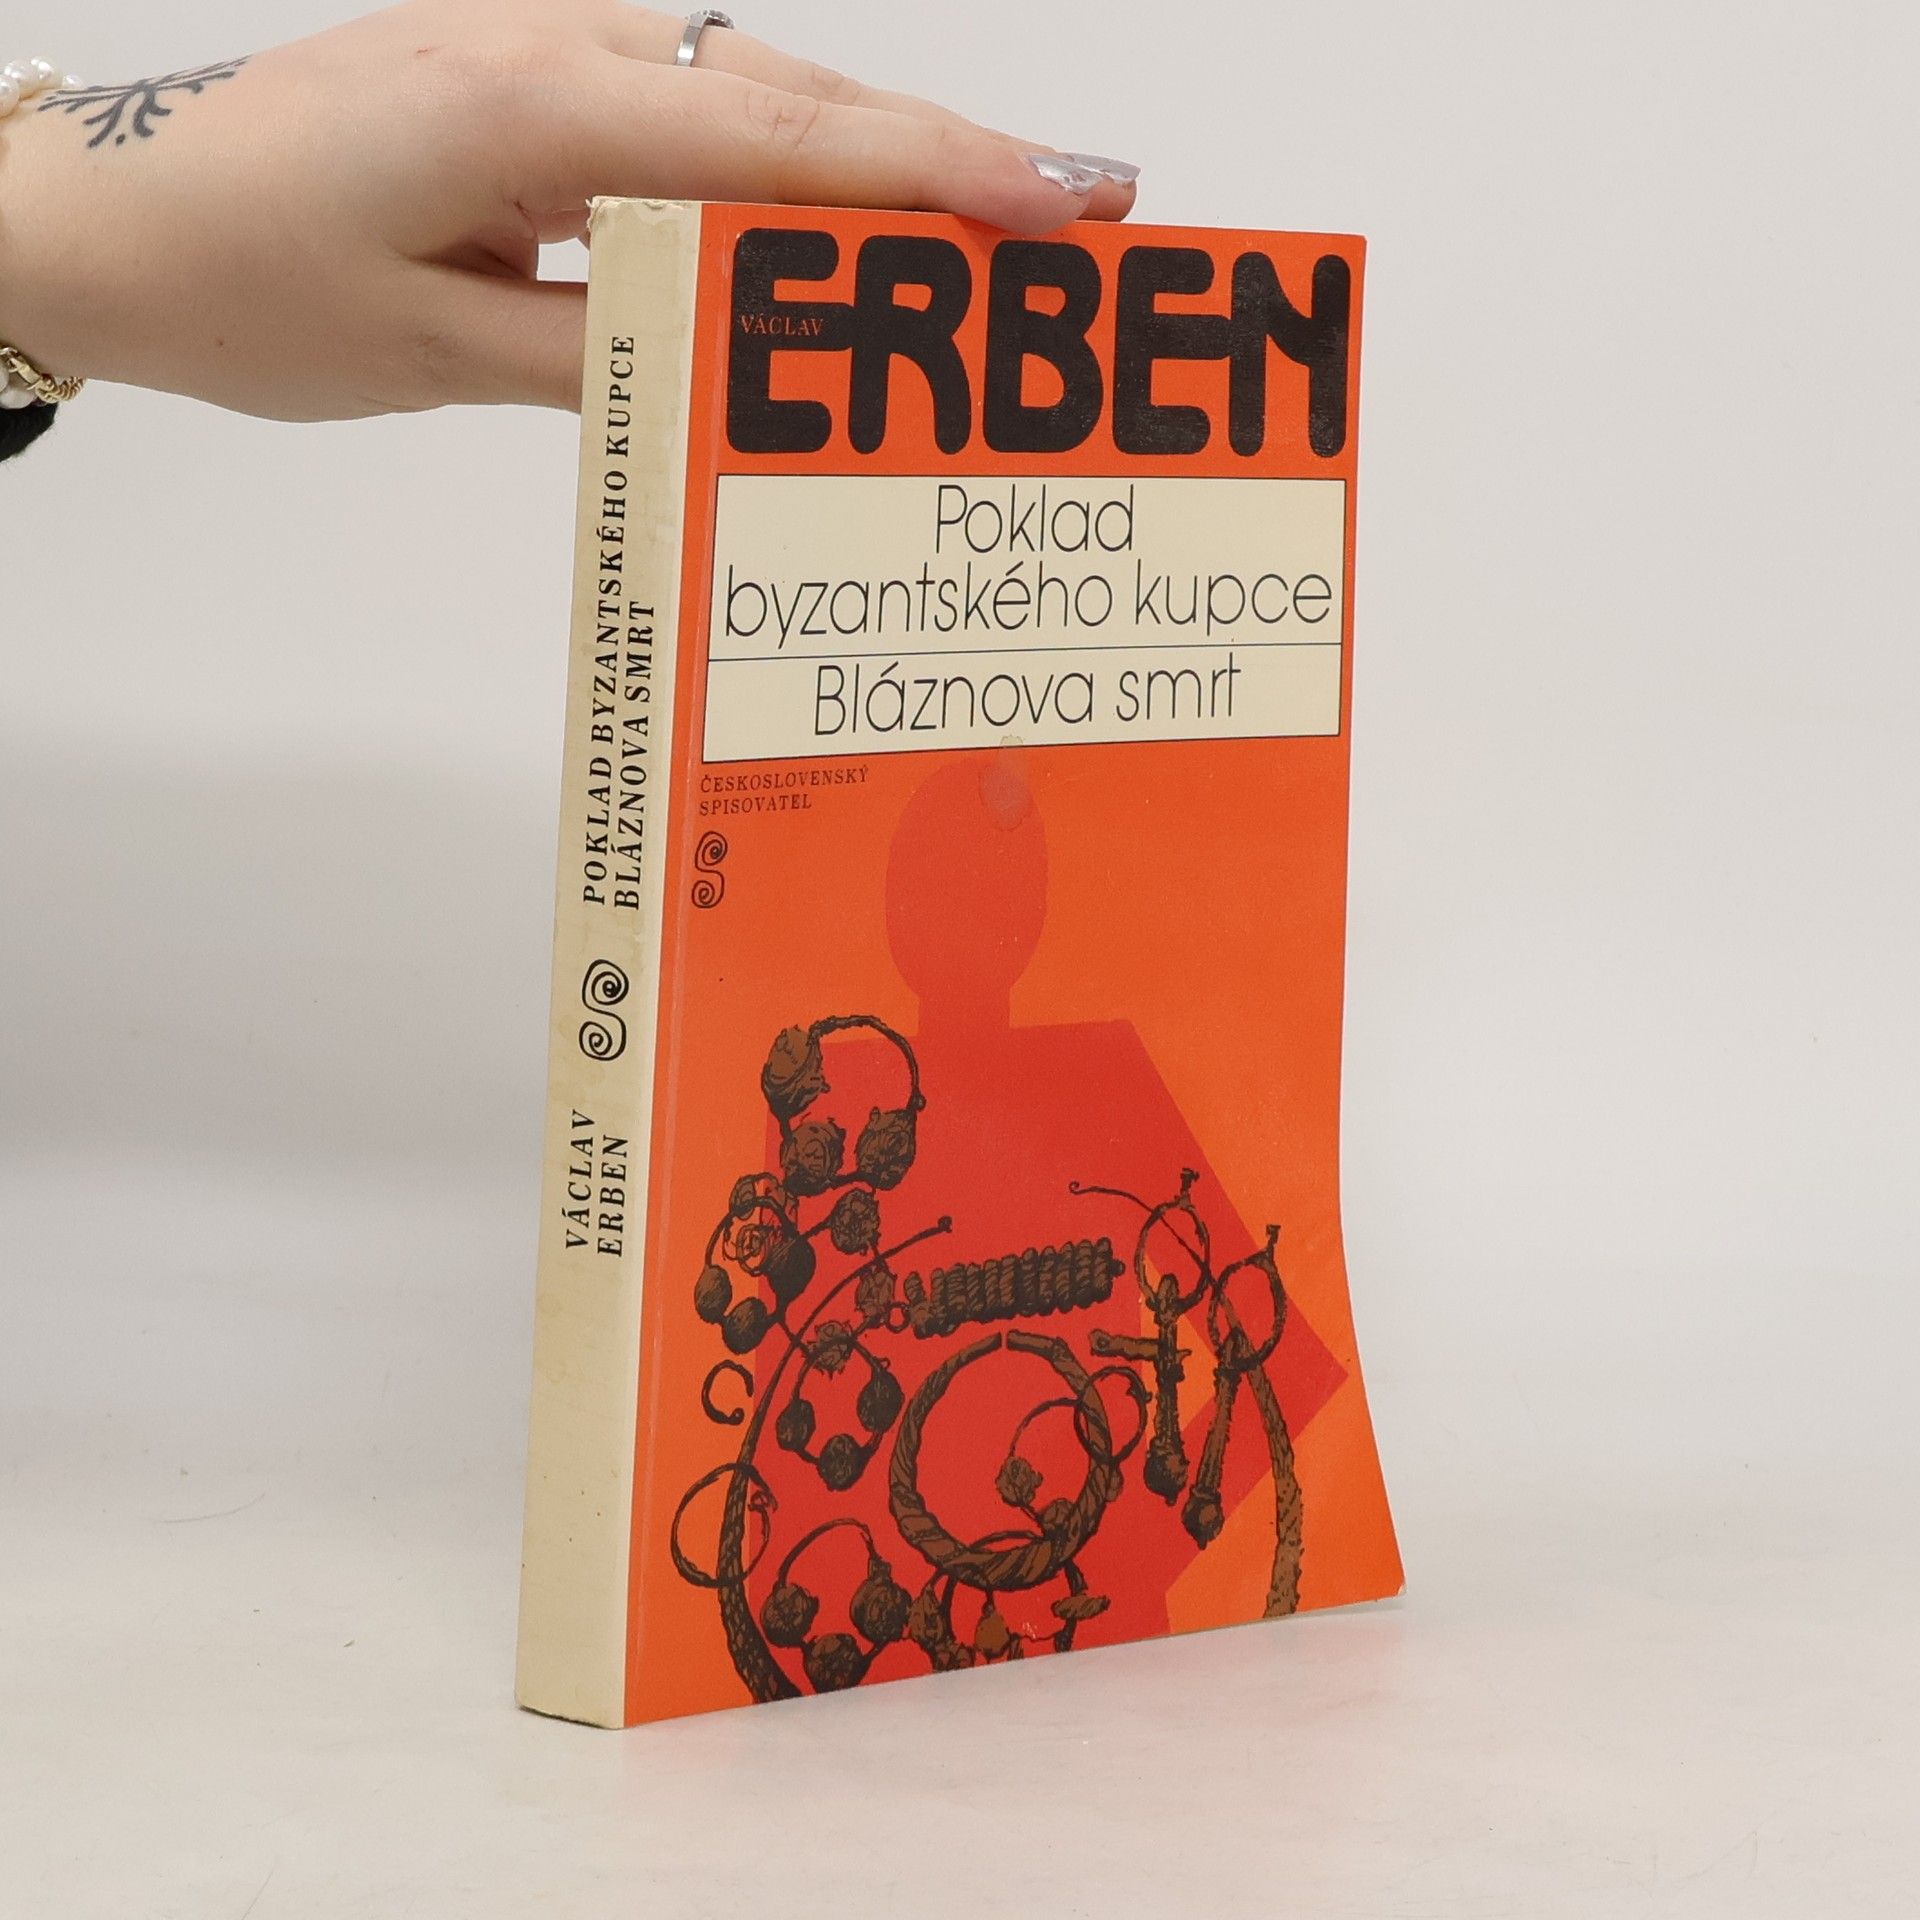 VÁCLAV
ERBEN
Poklad
byzantského kupce
Bláznova smrt
ČESKOSLOVENSKÝ
SPISOVATEL
VÁCLAV
ERBEN
POKLAD BYZANTSKÉHO KUPCE
BLÁZNOVA SMRT